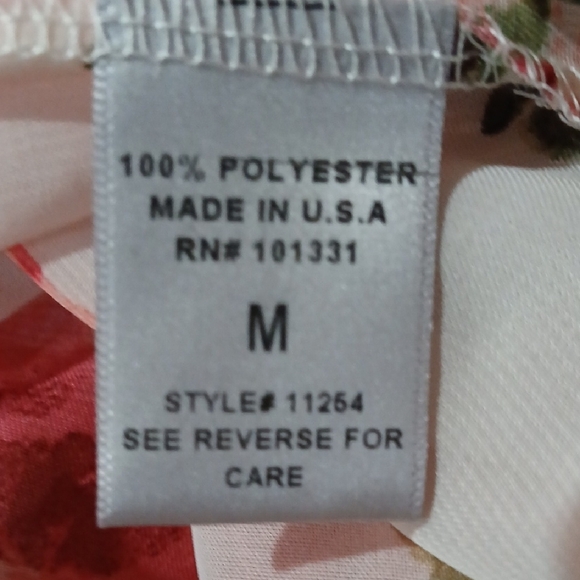 100% POLYESTER
MADE IN U.S.A
RN# 101331
M
STYLE# 11254
SEE REVERSE FOR
CARE